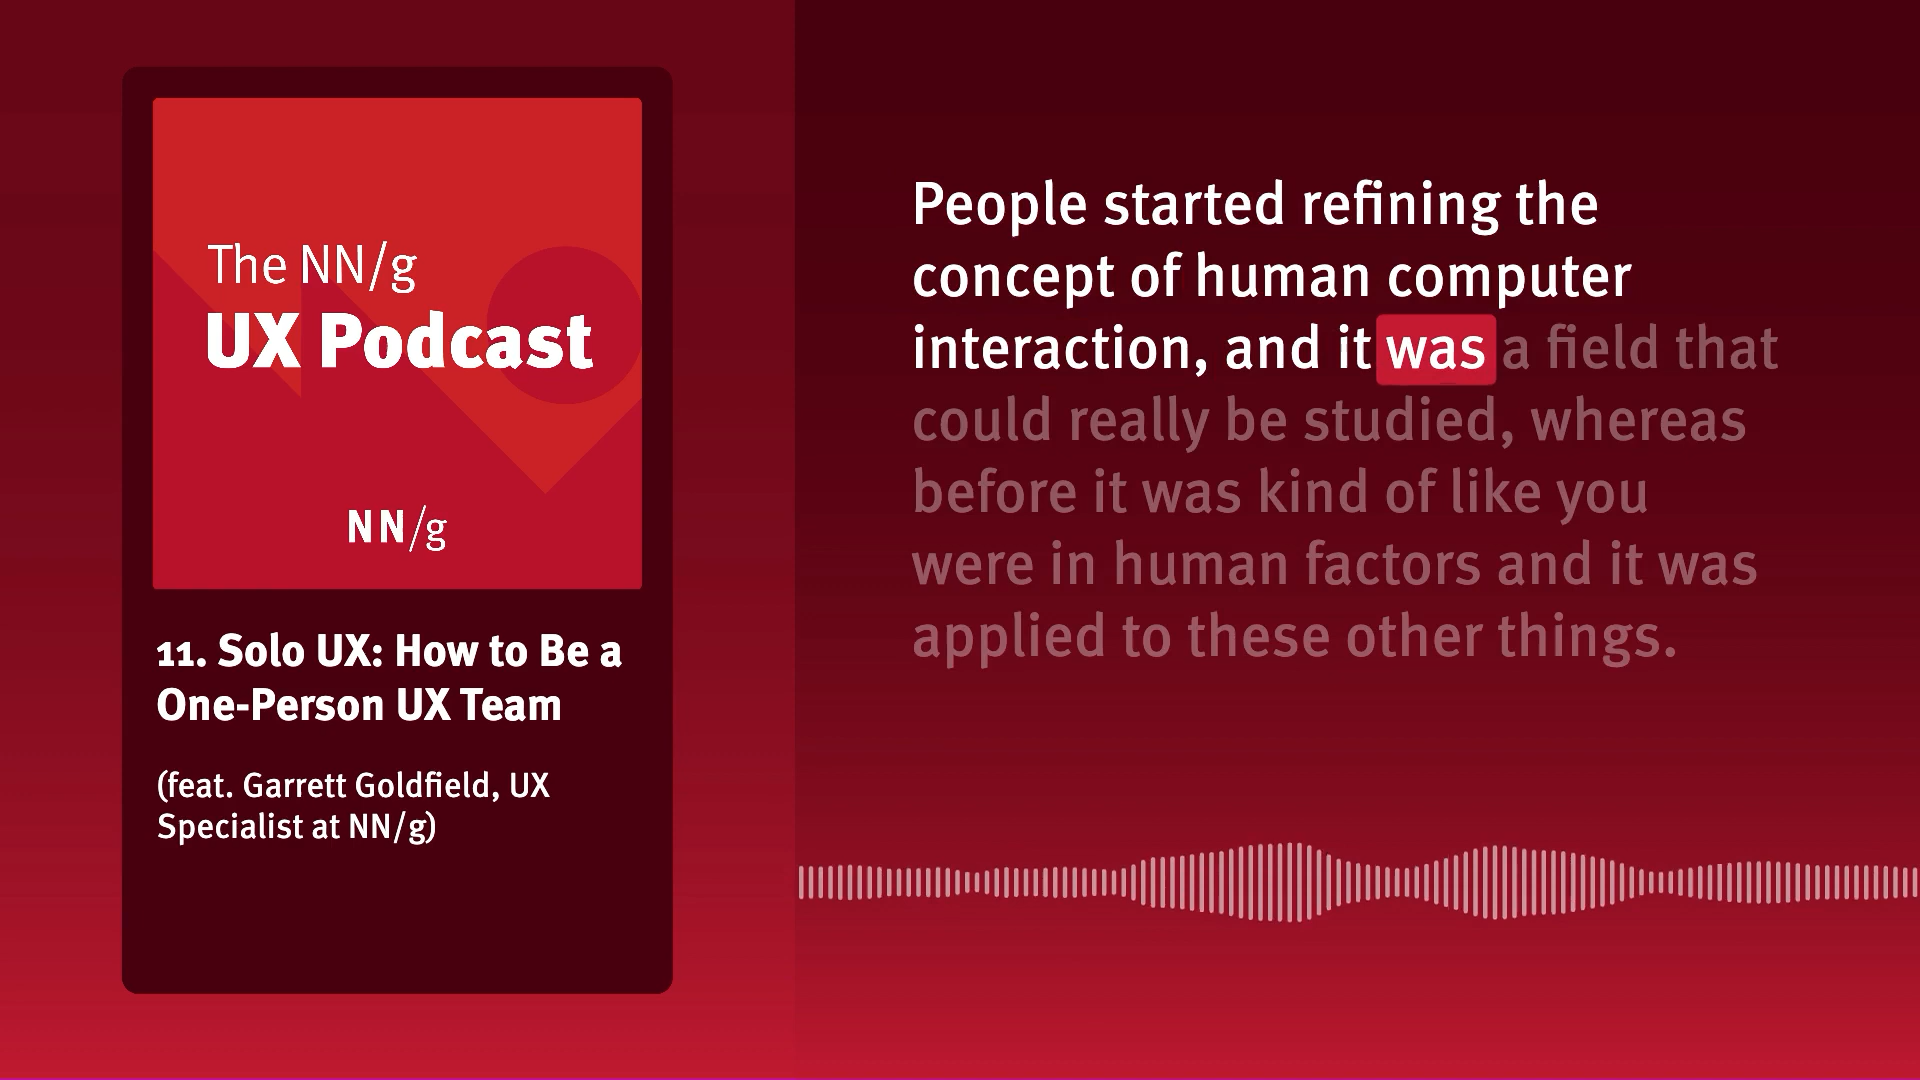 The NN/g
UX Podcast
NN/g
11. Solo UX: How to Be a
One-Person UX Team
(feat. Garrett Goldfield, UX
Specialist at NN/g)
People started refining the
concept of human computer
interaction, and it was a field that
could really be studied, whereas
before it was kind of like you
were in human factors and it was
applied to these other things.